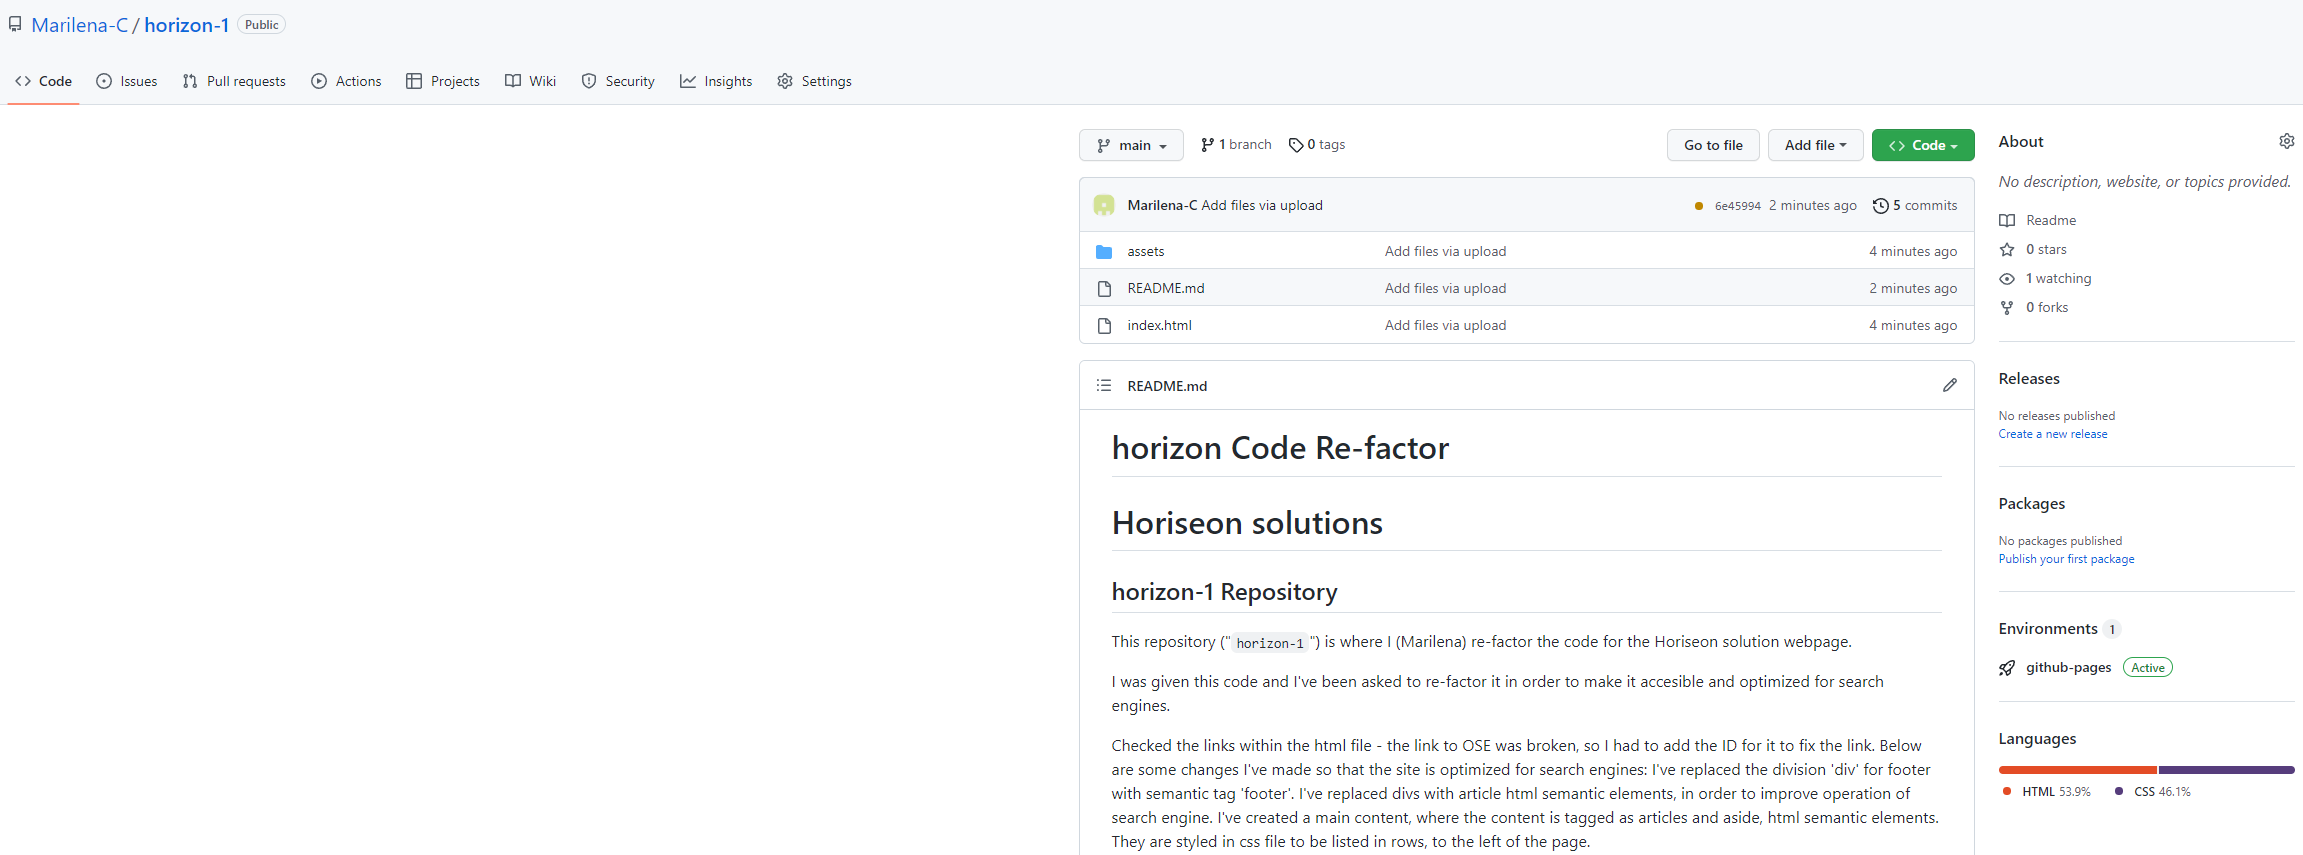 Marilena-C / horizon-1 Public
Code Issues Pull requests Actions Projects Wiki Security Insights Settings
main 1 branch 0 tags Go to file Add file Code
Marilena-C Add files via upload 6e45994 2 minutes ago 5 commits
assets Add files via upload 4 minutes ago
README.md Add files via upload 2 minutes ago
index.html Add files via upload 4 minutes ago
README.md
horizon Code Re-factor
Horiseon solutions
horizon-1 Repository
This repository ("horizon-1") is where I (Marilena) re-factor the code for the Horiseon solution webpage.
I was given this code and I've been asked to re-factor it in order to make it accesible and optimized for search
engines.
Checked the links within the html file - the link to OSE was broken, so I had to add the ID for it to fix the link. Below
are some changes I've made so that the site is optimized for search engines: I've replaced the division 'div' for footer
with semantic tag 'footer'. I've replaced divs with article html semantic elements, in order to improve operation of
search engine. I've created a main content, where the content is tagged as articles and aside, html semantic elements.
They are styled in css file to be listed in rows, to the left of the page.
About
No description, website, or topics provided.
Readme
0 stars
1 watching
0 forks
Releases
No releases published
Create a new release
Packages
No packages published
Publish your first package
Environments 1
github-pages Active
Languages
HTML 53.9% CSS 46.1%